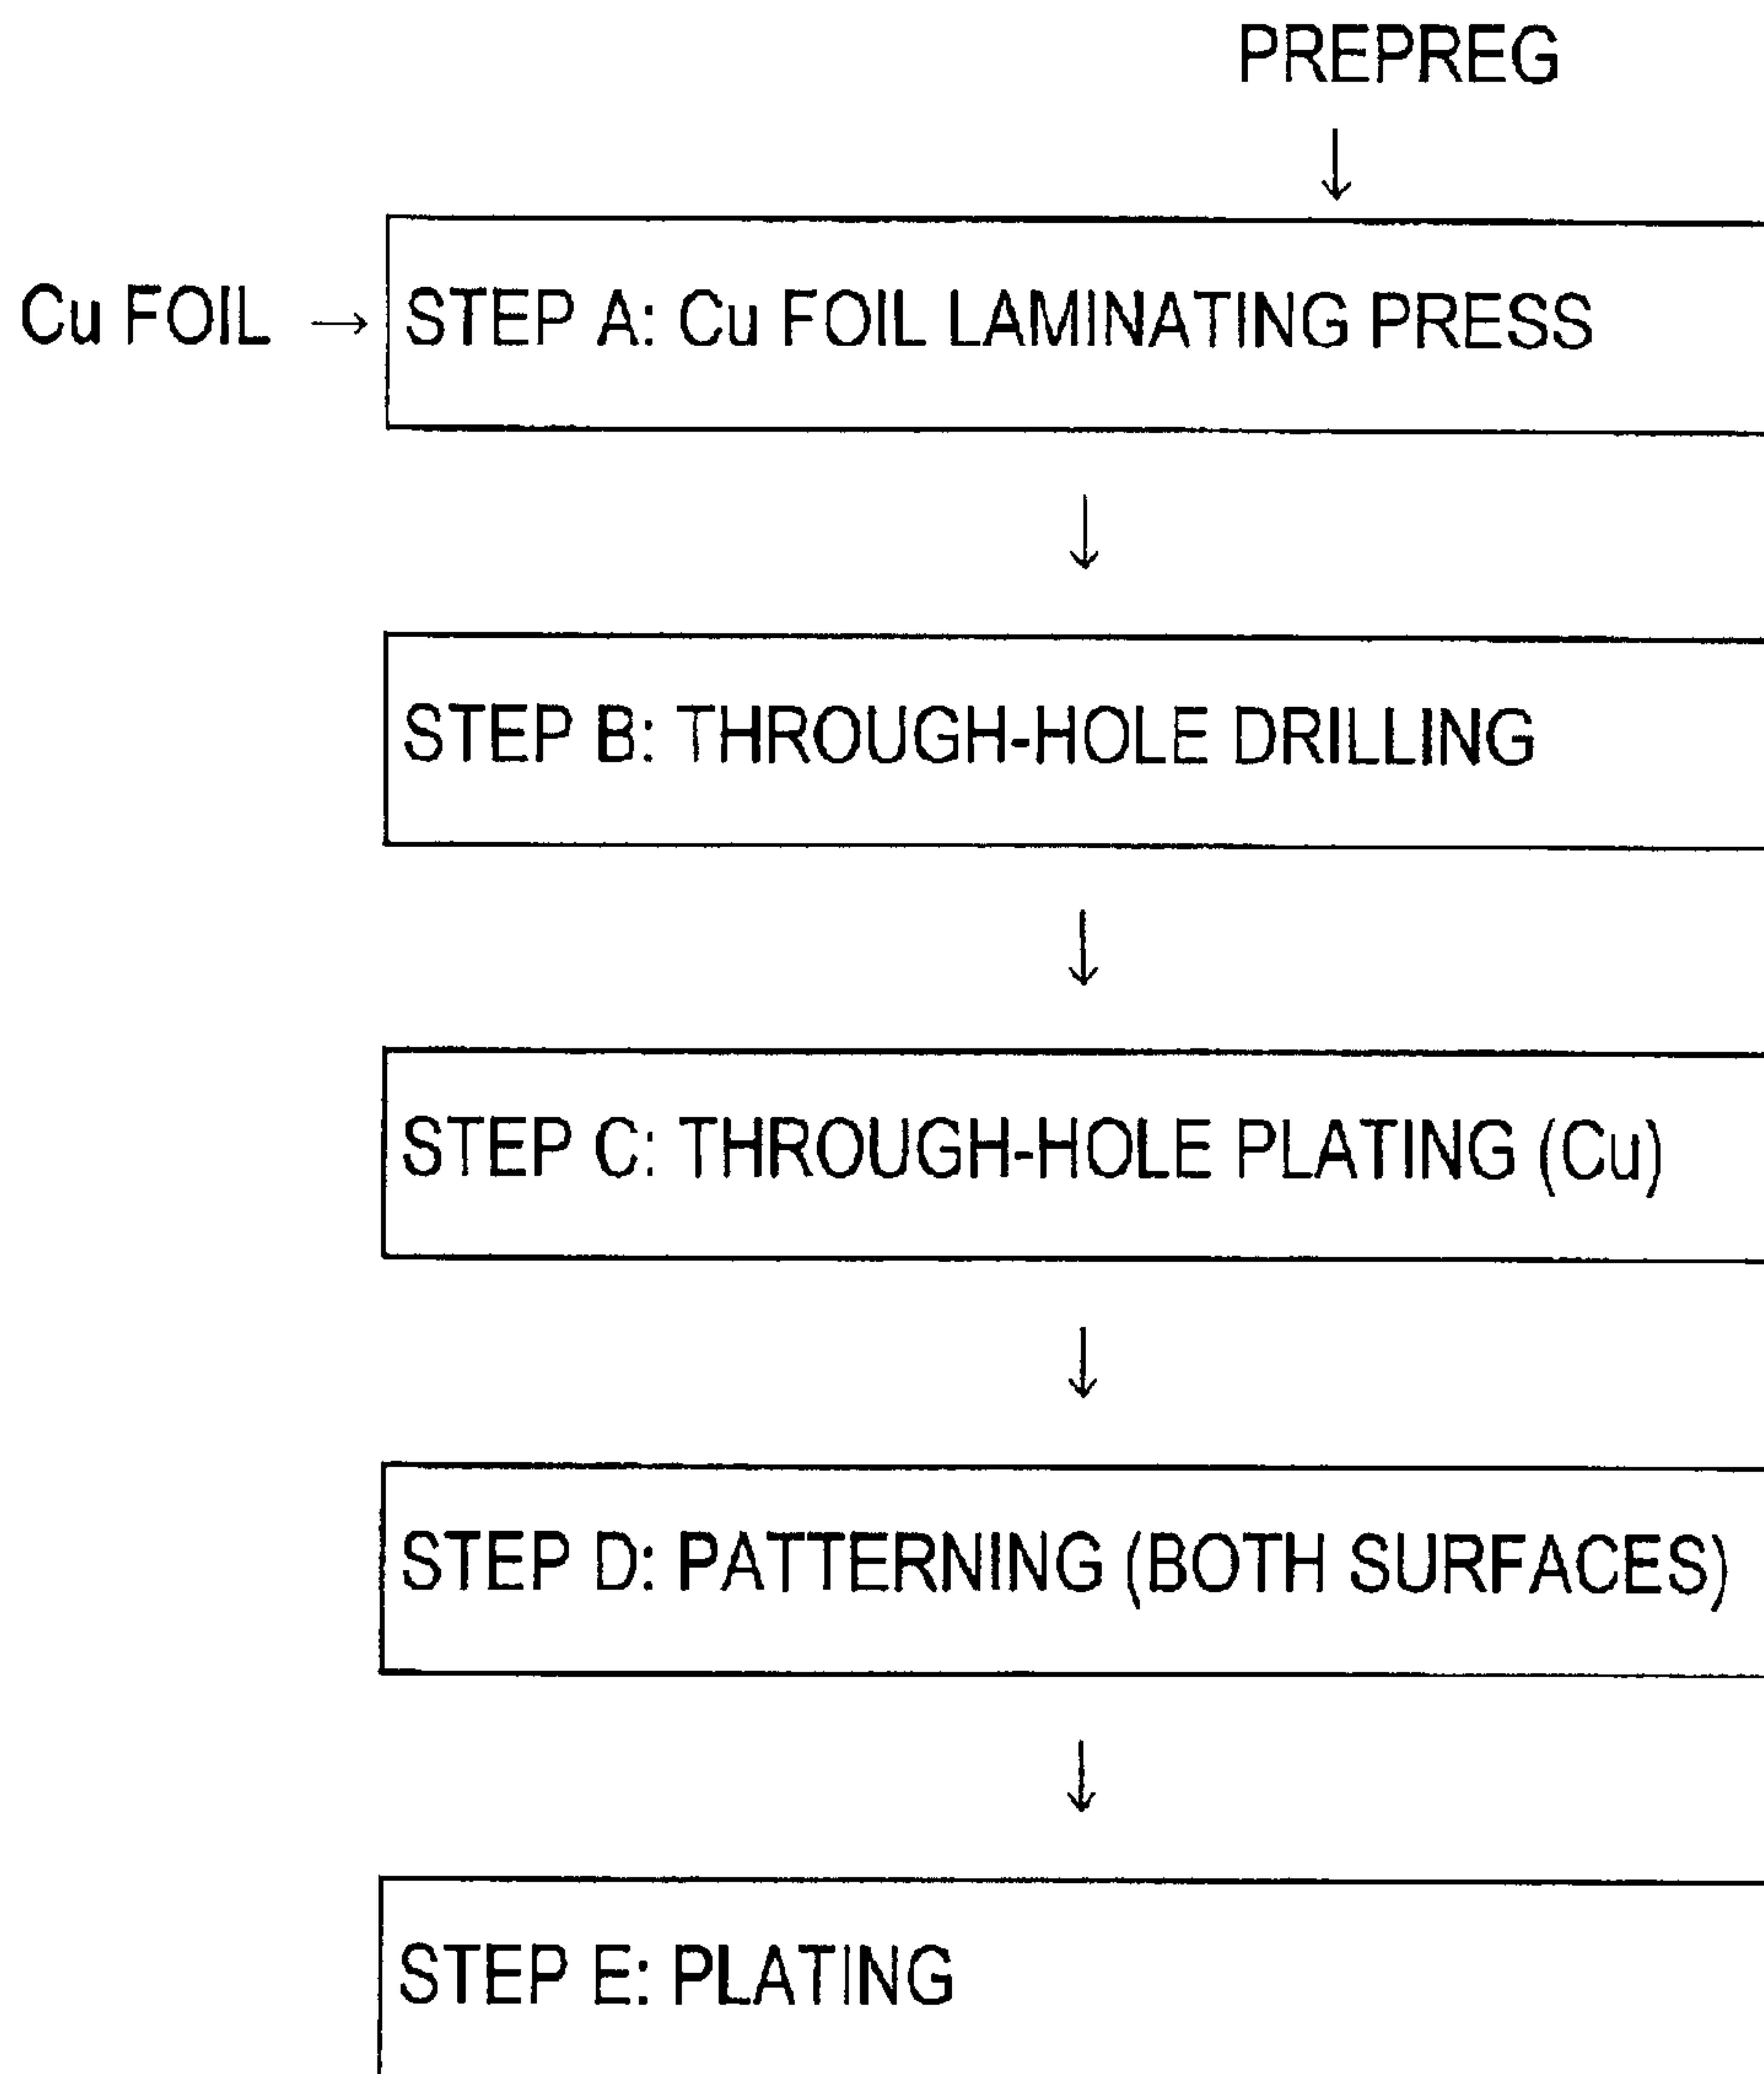 PREPREG
↓
Cu FOIL → STEP A: Cu FOIL LAMINATING PRESS
↓
STEP B: THROUGH-HOLE DRILLING
↓
STEP C: THROUGH-HOLE PLATING (Cu)
↓
STEP D: PATTERNING (BOTH SURFACES)
↓
STEP E: PLATING